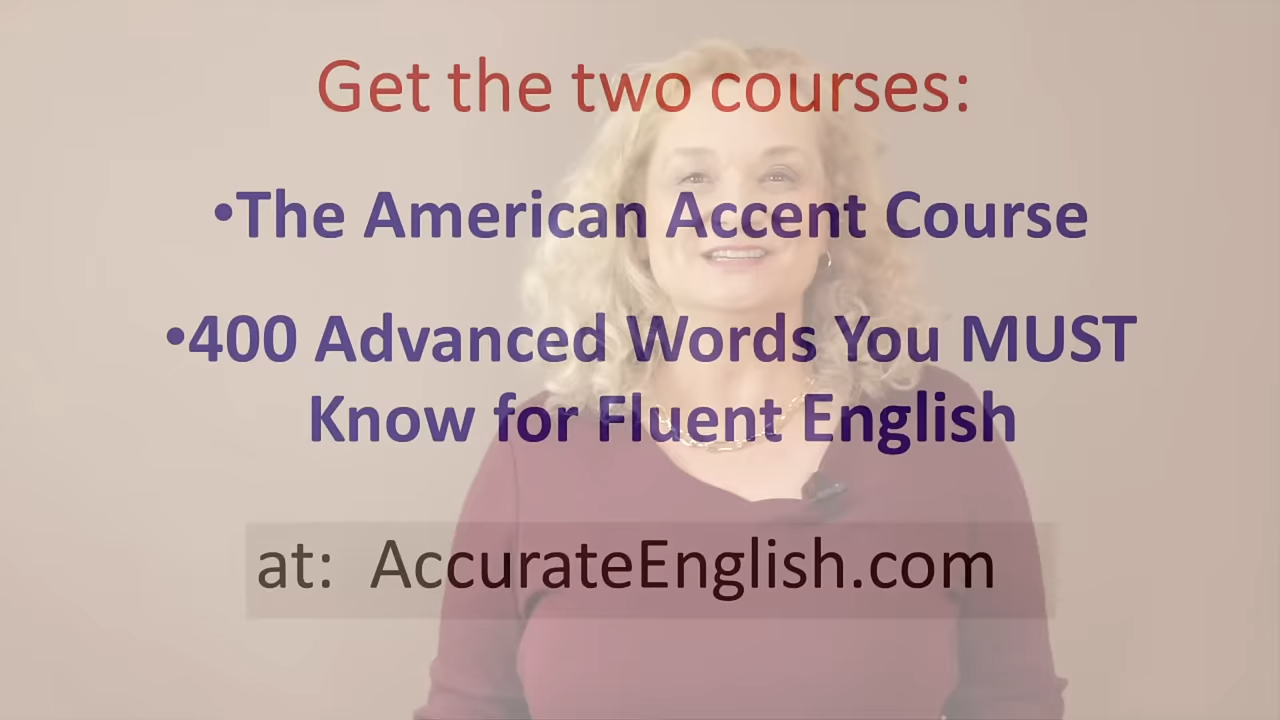 Get the two courses:
•The American Accent Course
•400 Advanced Words You MUST
Know for Fluent English
at: AccurateEnglish.com